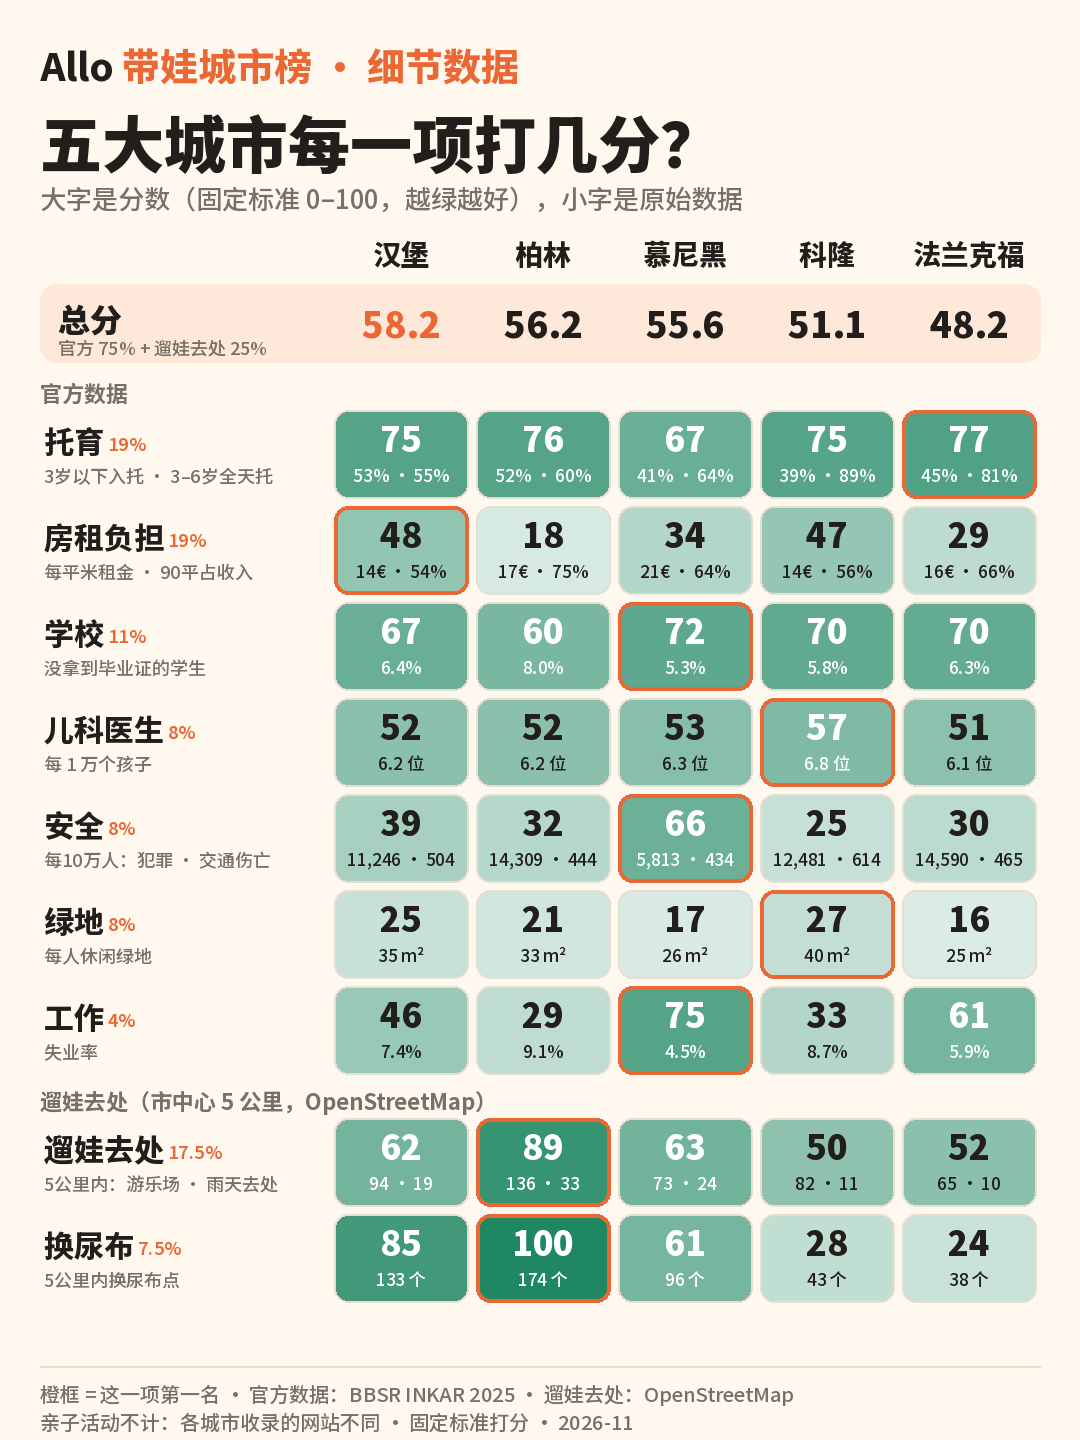 Allo 带娃城市榜 · 细节数据
五大城市每一项打几分？
大字是分数（固定标准 0–100，越绿越好），小字是原始数据
汉堡 柏林 慕尼黑 科隆 法兰克福
总分 58.2 56.2 55.6 51.1 48.2
官方 75% + 遛娃去处 25%
官方数据
托育 19% 75 76 67 75 77
3岁以下入托 · 3–6岁全天托 53% · 55% 52% · 60% 41% · 64% 39% · 89% 45% · 81%
房租负担 19% 48 18 34 47 29
每平米租金 · 90平占收入 14€ · 54% 17€ · 75% 21€ · 64% 14€ · 56% 16€ · 66%
学校 11% 67 60 72 70 70
没拿到毕业证的学生 6.4% 8.0% 5.3% 5.8% 6.3%
儿科医生 8% 52 52 53 57 51
每 1 万个孩子 6.2 位 6.2 位 6.3 位 6.8 位 6.1 位
安全 8% 39 32 66 25 30
每10万人：犯罪 · 交通伤亡 11,246 · 504 14,309 · 444 5,813 · 434 12,481 · 614 14,590 · 465
绿地 8% 25 21 17 27 16
每人休闲绿地 35 m² 33 m² 26 m² 40 m² 25 m²
工作 4% 46 29 75 33 61
失业率 7.4% 9.1% 4.5% 8.7% 5.9%
遛娃去处（市中心 5 公里，OpenStreetMap）
遛娃去处 17.5% 62 89 63 50 52
5公里内：游乐场 · 雨天去处 94 · 19 136 · 33 73 · 24 82 · 11 65 · 10
换尿布 7.5% 85 100 61 28 24
5公里内换尿布点 133 个 174 个 96 个 43 个 38 个
橙框 = 这一项第一名 · 官方数据：BBSR INKAR 2025 · 遛娃去处：OpenStreetMap
亲子活动不计：各城市收录的网站不同 · 固定标准打分 · 2026-11